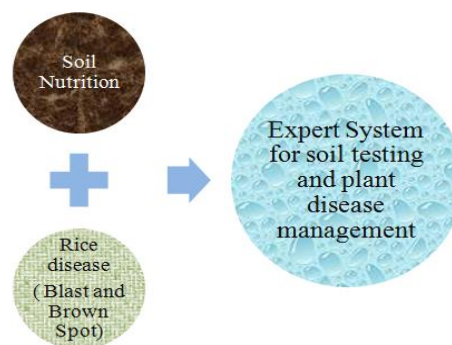 Soil
Nutrition
Expert System
for soil testing
and plant
disease
management
Rice
disease
( Blast and
Brown
Spot)